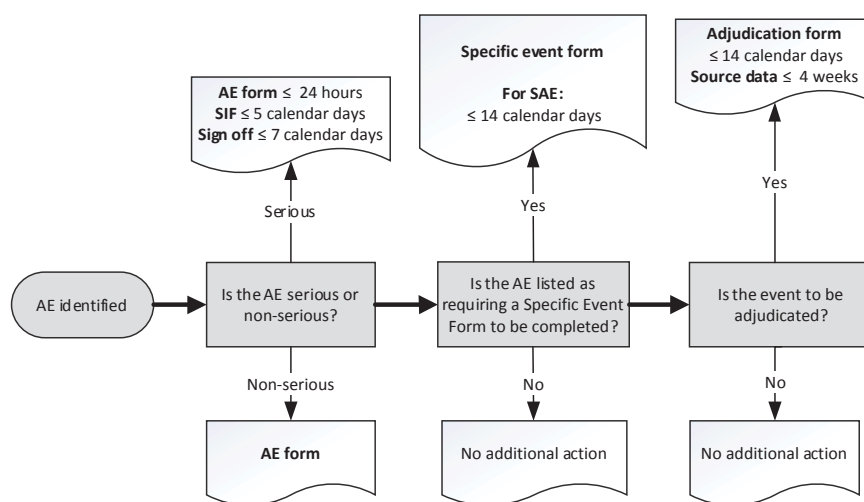 Adjudication form
≤ 14 calendar days
Source data ≤ 4 weeks
Specific event form
For SAE:
≤ 14 calendar days
AE form ≤ 24 hours
SIF ≤ 5 calendar days
Sign off ≤ 7 calendar days
Serious
Yes
Yes
AE identified
Is the AE serious or
non-serious?
Is the AE listed as
requiring a Specific Event
Form to be completed?
Is the event to be
adjudicated?
Non-serious
No
No
AE form
No additional action
No additional action